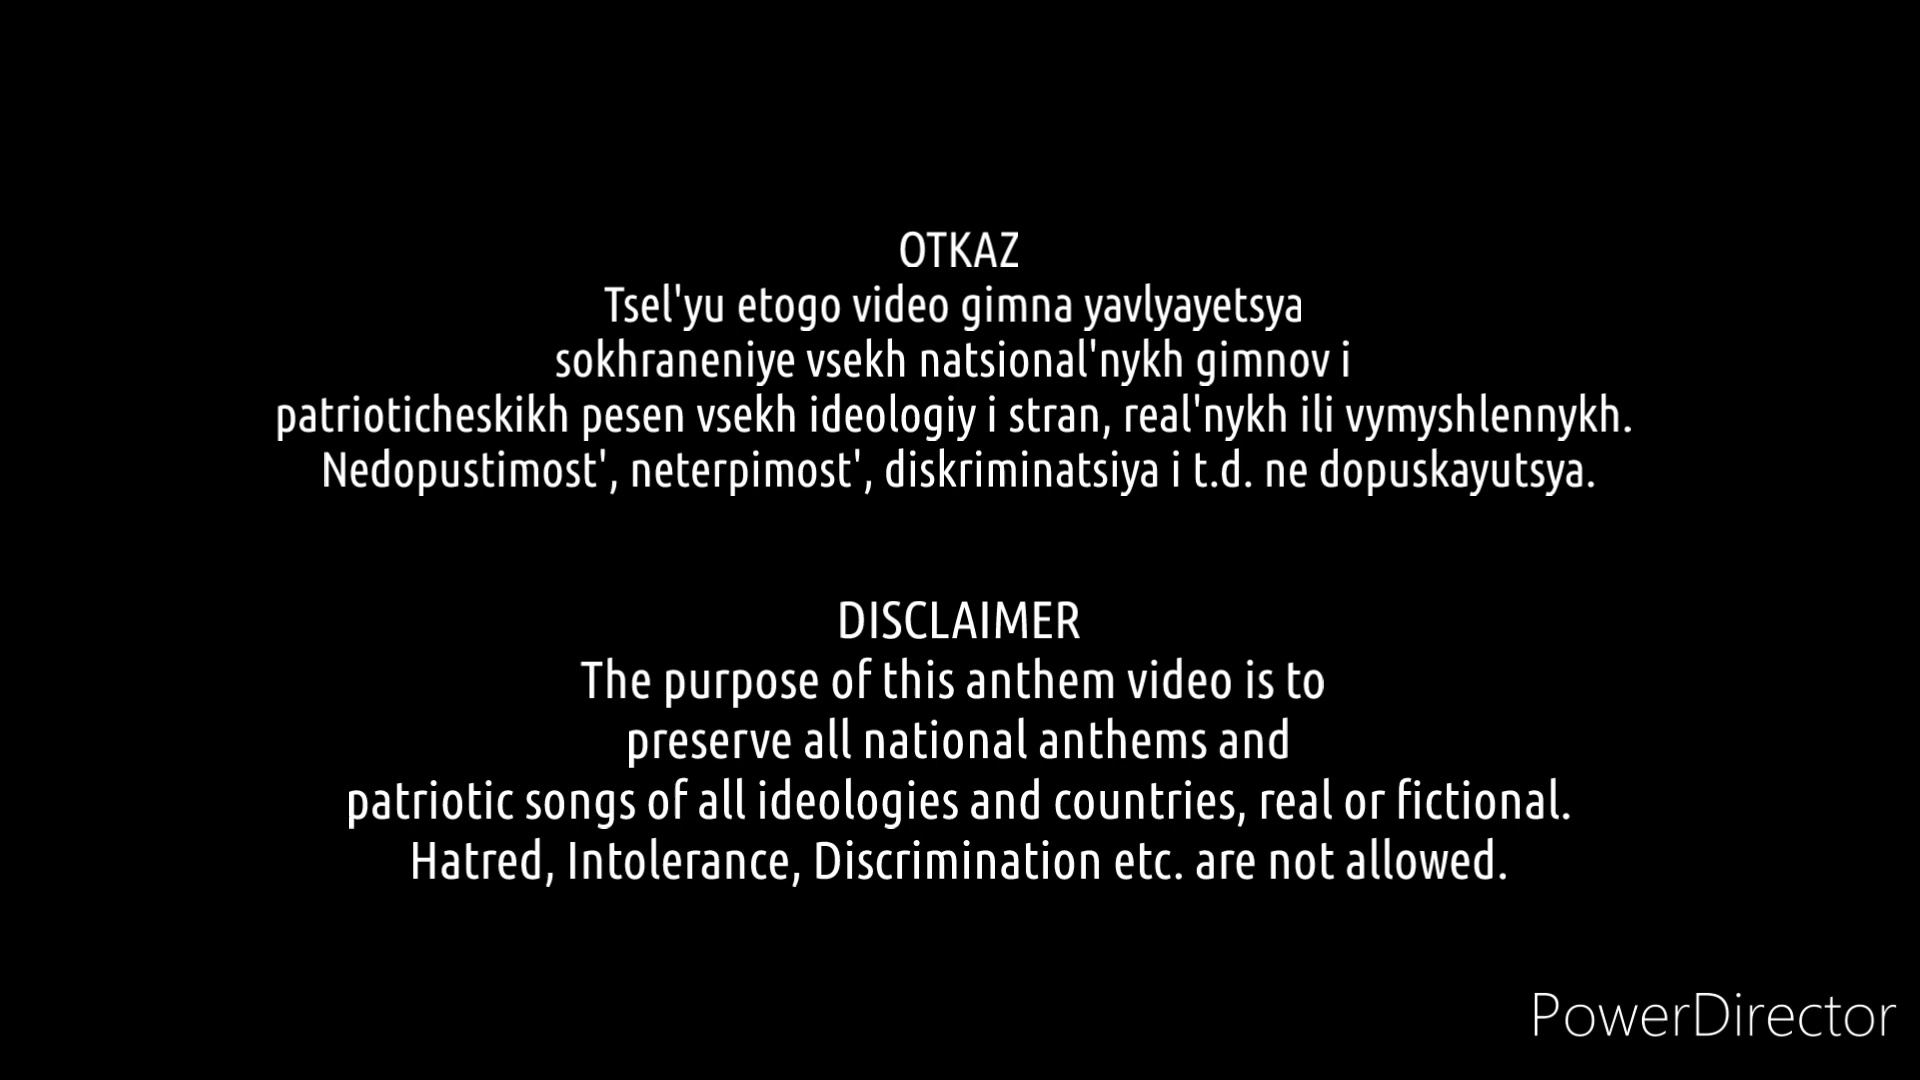 OTKAZ
Tsel'yu etogo video gimna yavlyayetsya
sokhraneniye vsekh natsional'nykh gimnov i
patrioticheskikh pesen vsekh ideologiy i stran, real'nykh ili vymyshlennykh.
Nedopustimost', neterpimost', diskriminatsiya i t.d. ne dopuskayutsya.
DISCLAIMER
The purpose of this anthem video is to
preserve all national anthems and
patriotic songs of all ideologies and countries, real or fictional.
Hatred, Intolerance, Discrimination etc. are not allowed.
PowerDirector